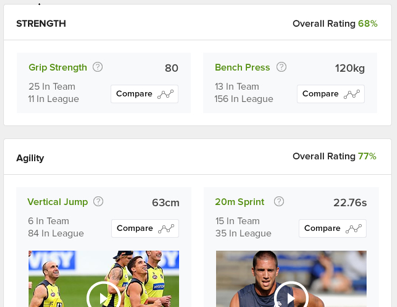 STRENGTH
Overall Rating 68%
Grip Strength ?
80
25 In Team
11 In League
Compare
Bench Press ?
120kg
13 In Team
156 In League
Compare
Agility
Overall Rating 77%
Vertical Jump ?
63cm
6 In Team
84 In League
Compare
20m Sprint ?
22.76s
15 In Team
35 In League
Compare